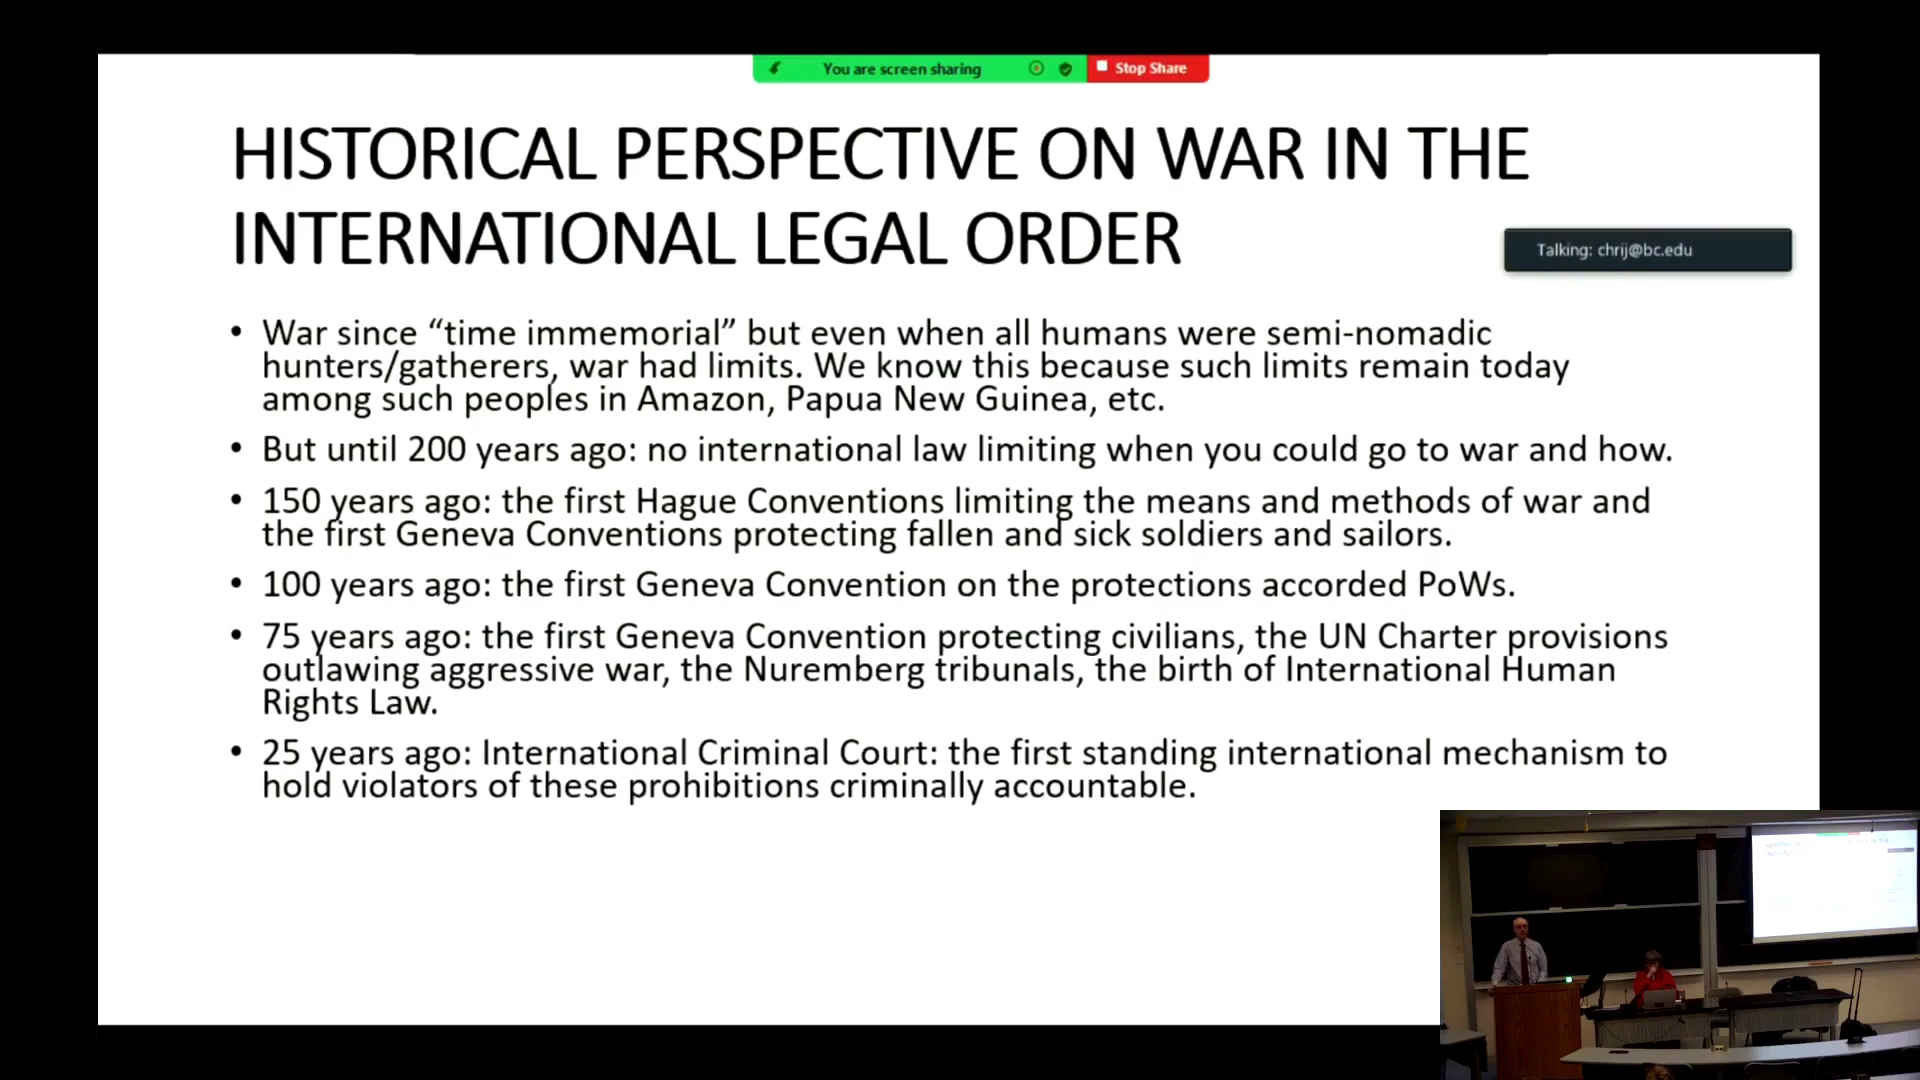 You are screen sharing
Stop Share
HISTORICAL PERSPECTIVE ON WAR IN THE
INTERNATIONAL LEGAL ORDER
Talking: chrij@bc.edu
• War since “time immemorial” but even when all humans were semi-nomadic
hunters/gatherers, war had limits. We know this because such limits remain today
among such peoples in Amazon, Papua New Guinea, etc.
• But until 200 years ago: no international law limiting when you could go to war and how.
• 150 years ago: the first Hague Conventions limiting the means and methods of war and
the first Geneva Conventions protecting fallen and sick soldiers and sailors.
• 100 years ago: the first Geneva Convention on the protections accorded PoWs.
• 75 years ago: the first Geneva Convention protecting civilians, the UN Charter provisions
outlawing aggressive war, the Nuremberg tribunals, the birth of International Human
Rights Law.
• 25 years ago: International Criminal Court: the first standing international mechanism to
hold violators of these prohibitions criminally accountable.